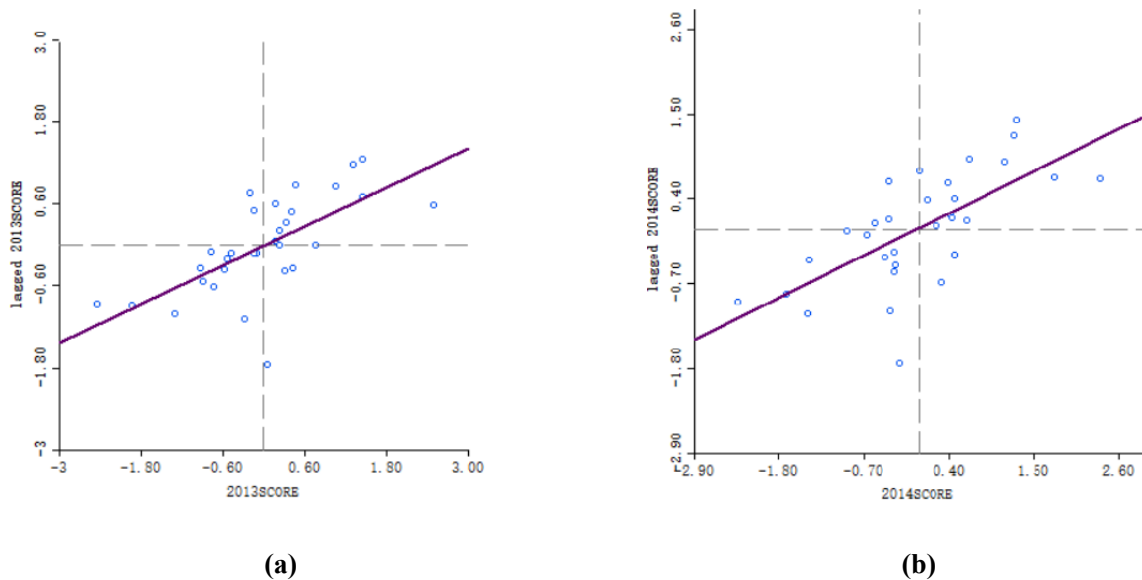 3.0
1.80
0.60
-0.60
-1.80
-3
lagged 2013SCORE
-3 -1.80 -0.60 0.60 1.80 3.00
2013SCORE
(a)
2.60
1.50
0.40
-0.70
-1.80
-2.90
lagged 2014SCORE
-2.90 -1.80 -0.70 0.40 1.50 2.60
2014SCORE
(b)